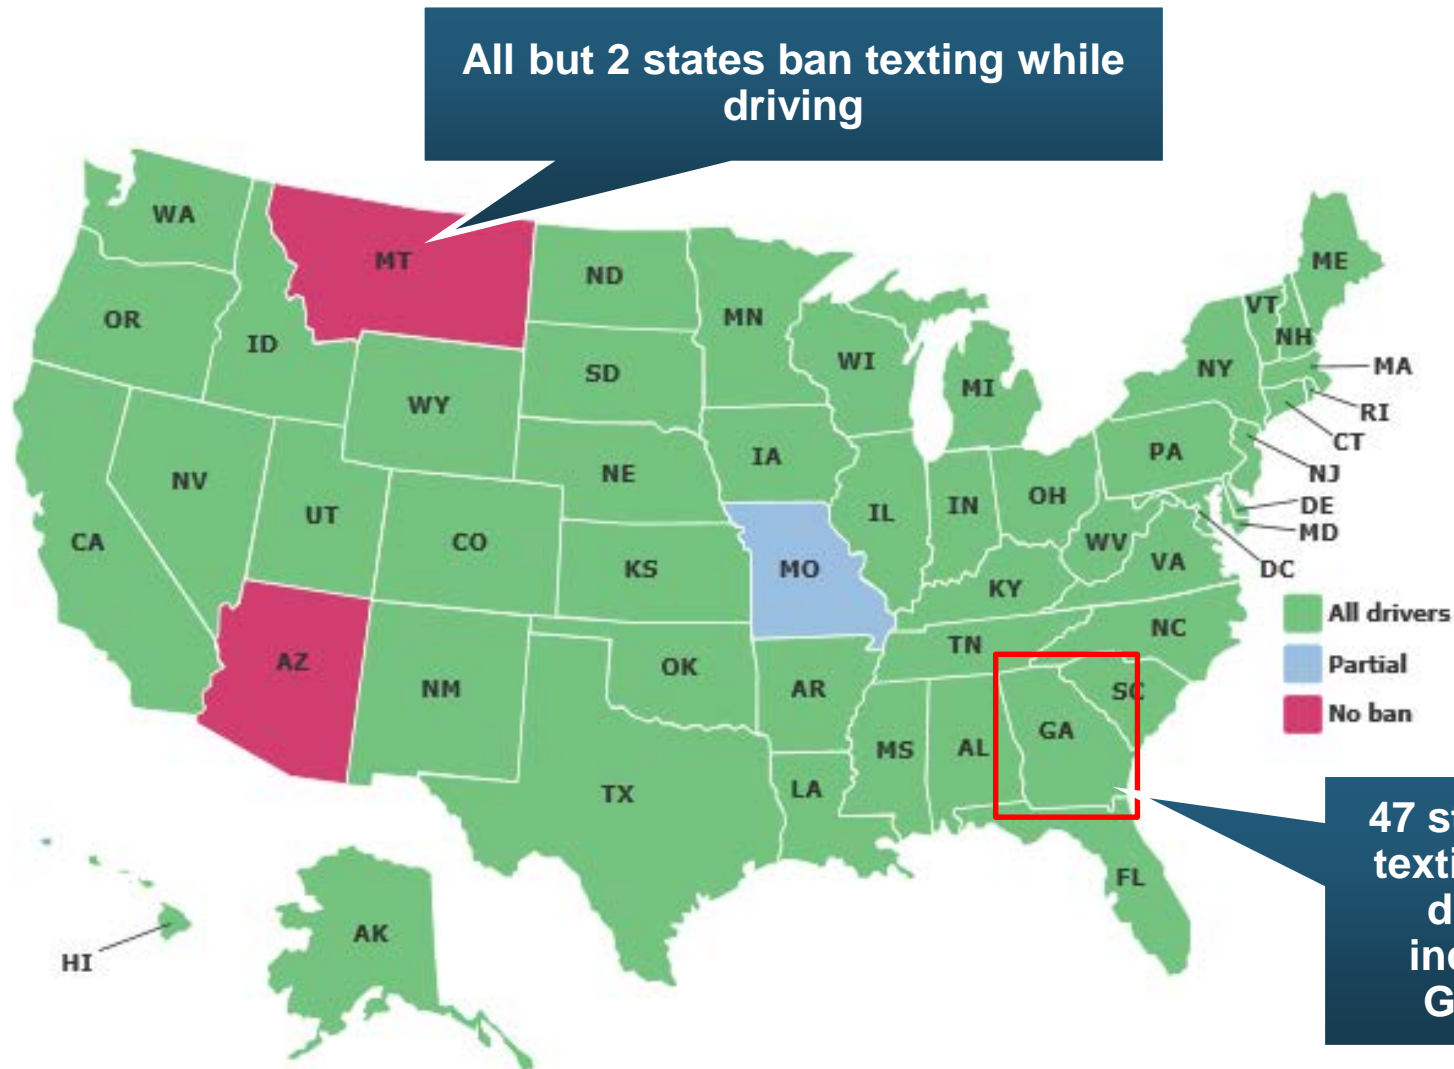 All but 2 states ban texting while
driving
WA
MT
ND
MN
ME
VT
NH
OR
ID
SD
WI
MI
NY
MA
RI
CT
WY
NV
UT
CO
NE
IA
IL
IN
OH
PA
NJ
DE
MD
DC
CA
KS
MO
KY
WV
VA
All drivers
Partial
No ban
AZ
NM
OK
AR
TN
NC
SC
TX
LA
MS
AL
GA
FL
HI
AK
47
G